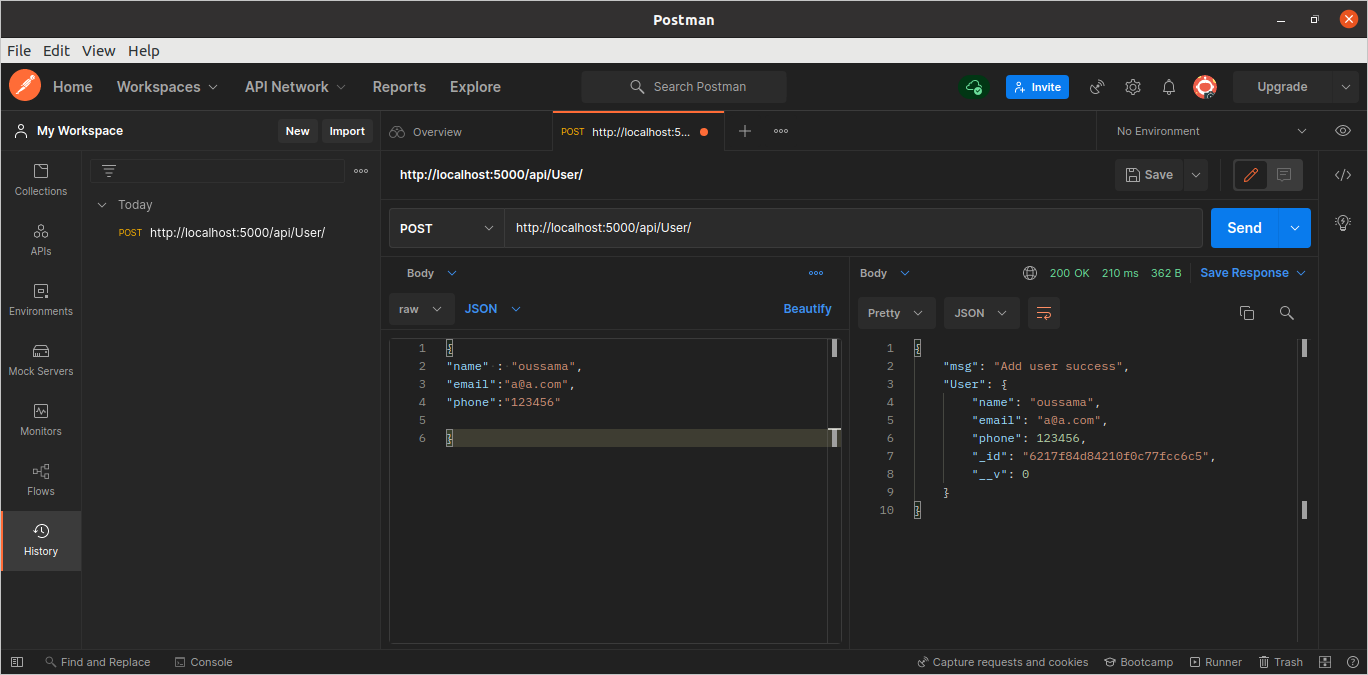 Postman
File Edit View Help
Home Workspaces API Network Reports Explore Search Postman Invite Upgrade
My Workspace New Import Overview POST http://localhost:5... No Environment
Collections
APIs
Environments
Mock Servers
Monitors
Flows
History
Today
POST http://localhost:5000/api/User/
http://localhost:5000/api/User/ Save
POST http://localhost:5000/api/User/ Send
Body
raw JSON Beautify
1 {
2 "name" : "oussama",
3 "email":"a@a.com",
4 "phone":"123456"
5
6 }
Body 200 OK 210 ms 362 B Save Response
Pretty JSON
1 {
2 "msg": "Add user success",
3 "User": {
4 "name": "oussama",
5 "email": "a@a.com",
6 "phone": 123456,
7 "_id": "6217f84d84210f0c77fcc6c5",
8 "__v": 0
9 }
10 }
Find and Replace Console Capture requests and cookies Bootcamp Runner Trash